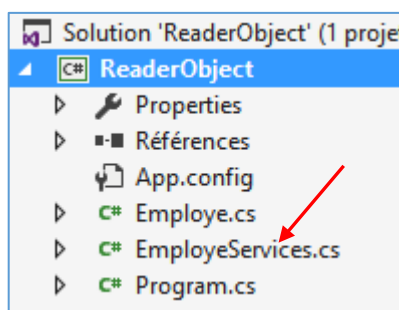 Solution 'ReaderObject' (1 proje
C# ReaderObject
Properties
Références
App.config
C# Employe.cs
C# EmployeServices.cs
C# Program.cs